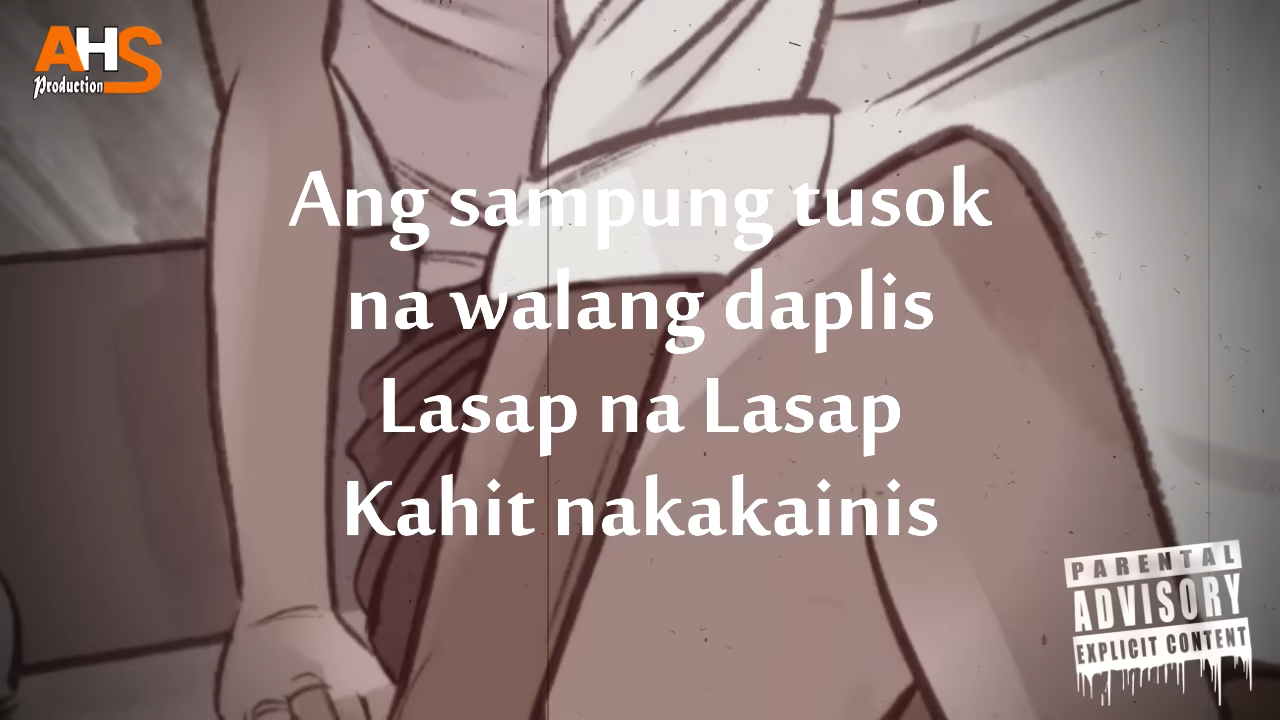 AHS
Production
Ang sampung tusok
na walang daplis
Lasap na Lasap
Kahit nakakainis
PARENTAL
ADVISORY
EXPLICIT CONTENT